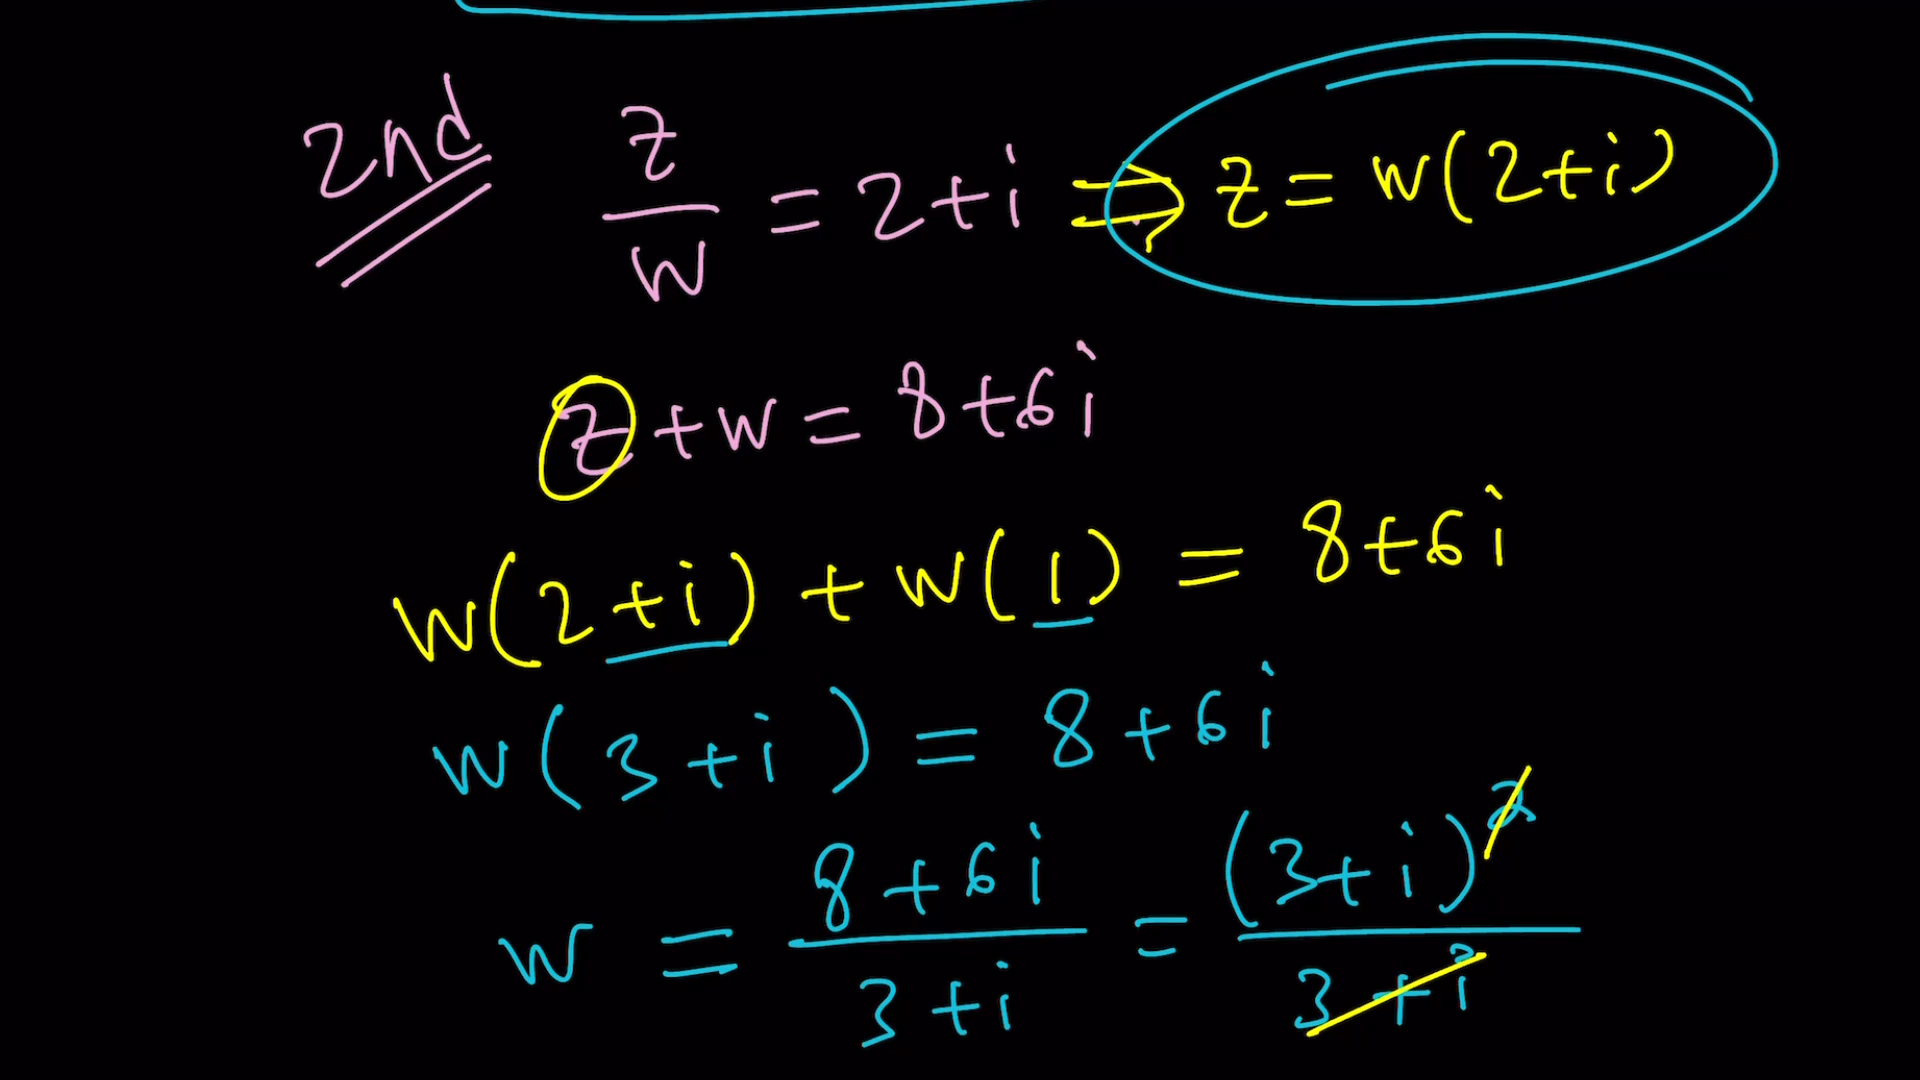 2nd z/w = 2+i ⇒ z = w(2+i)
z+w = 8+6i
w(2+i) + w(1) = 8+6i
w(3+i) = 8+6i
w = 8+6i/3+i = (3+i)²/3+i